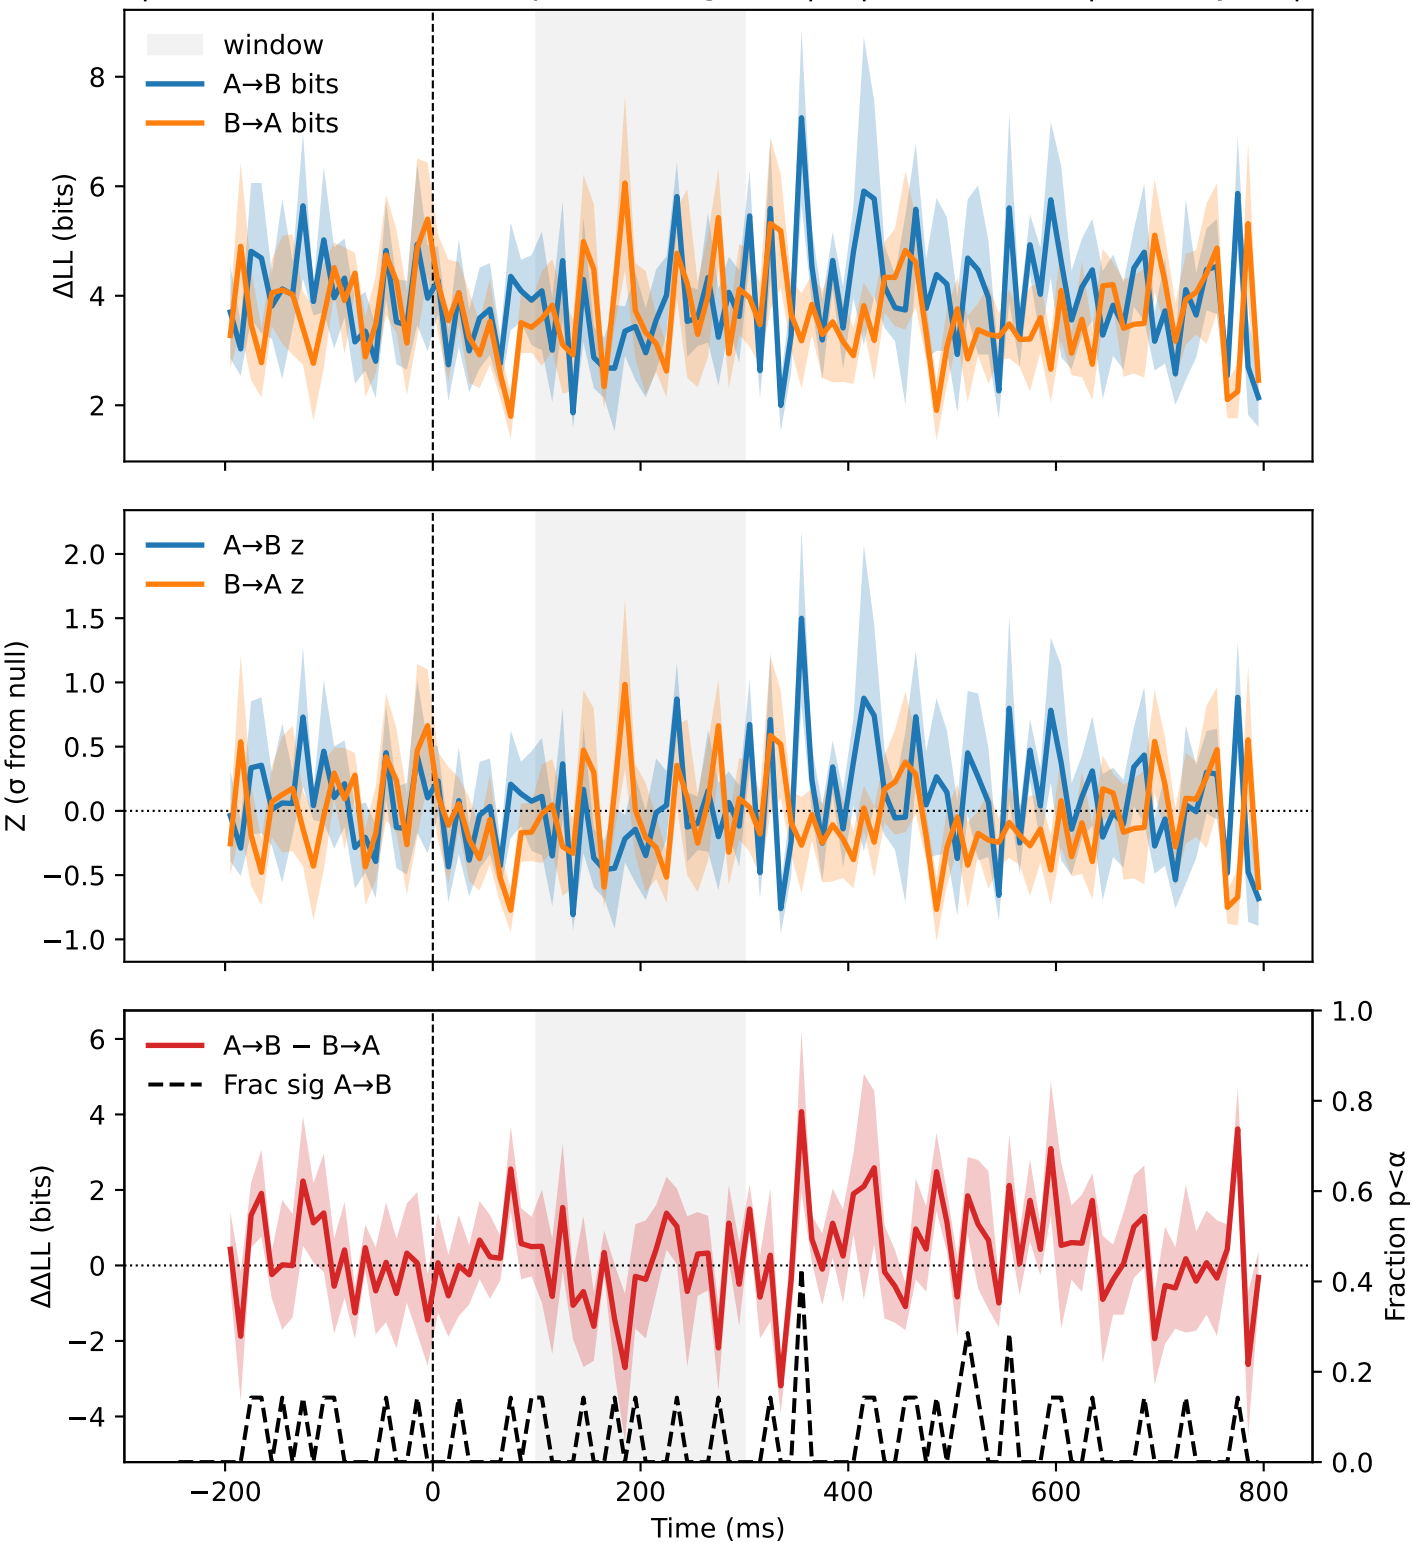 window
A→B bits
B→A bits
ΔLL (bits)
8
6
4
2
A→B z
B→A z
Z (σ from null)
2.0
1.5
1.0
0.5
0.0
−0.5
−1.0
A→B − B→A
Frac sig A→B
ΔΔLL (bits)
6
4
2
0
−2
−4
1.0
0.8
0.6
0.4
0.2
0.0
Fraction p<α
−200
0
200
400
600
800
Time (ms)